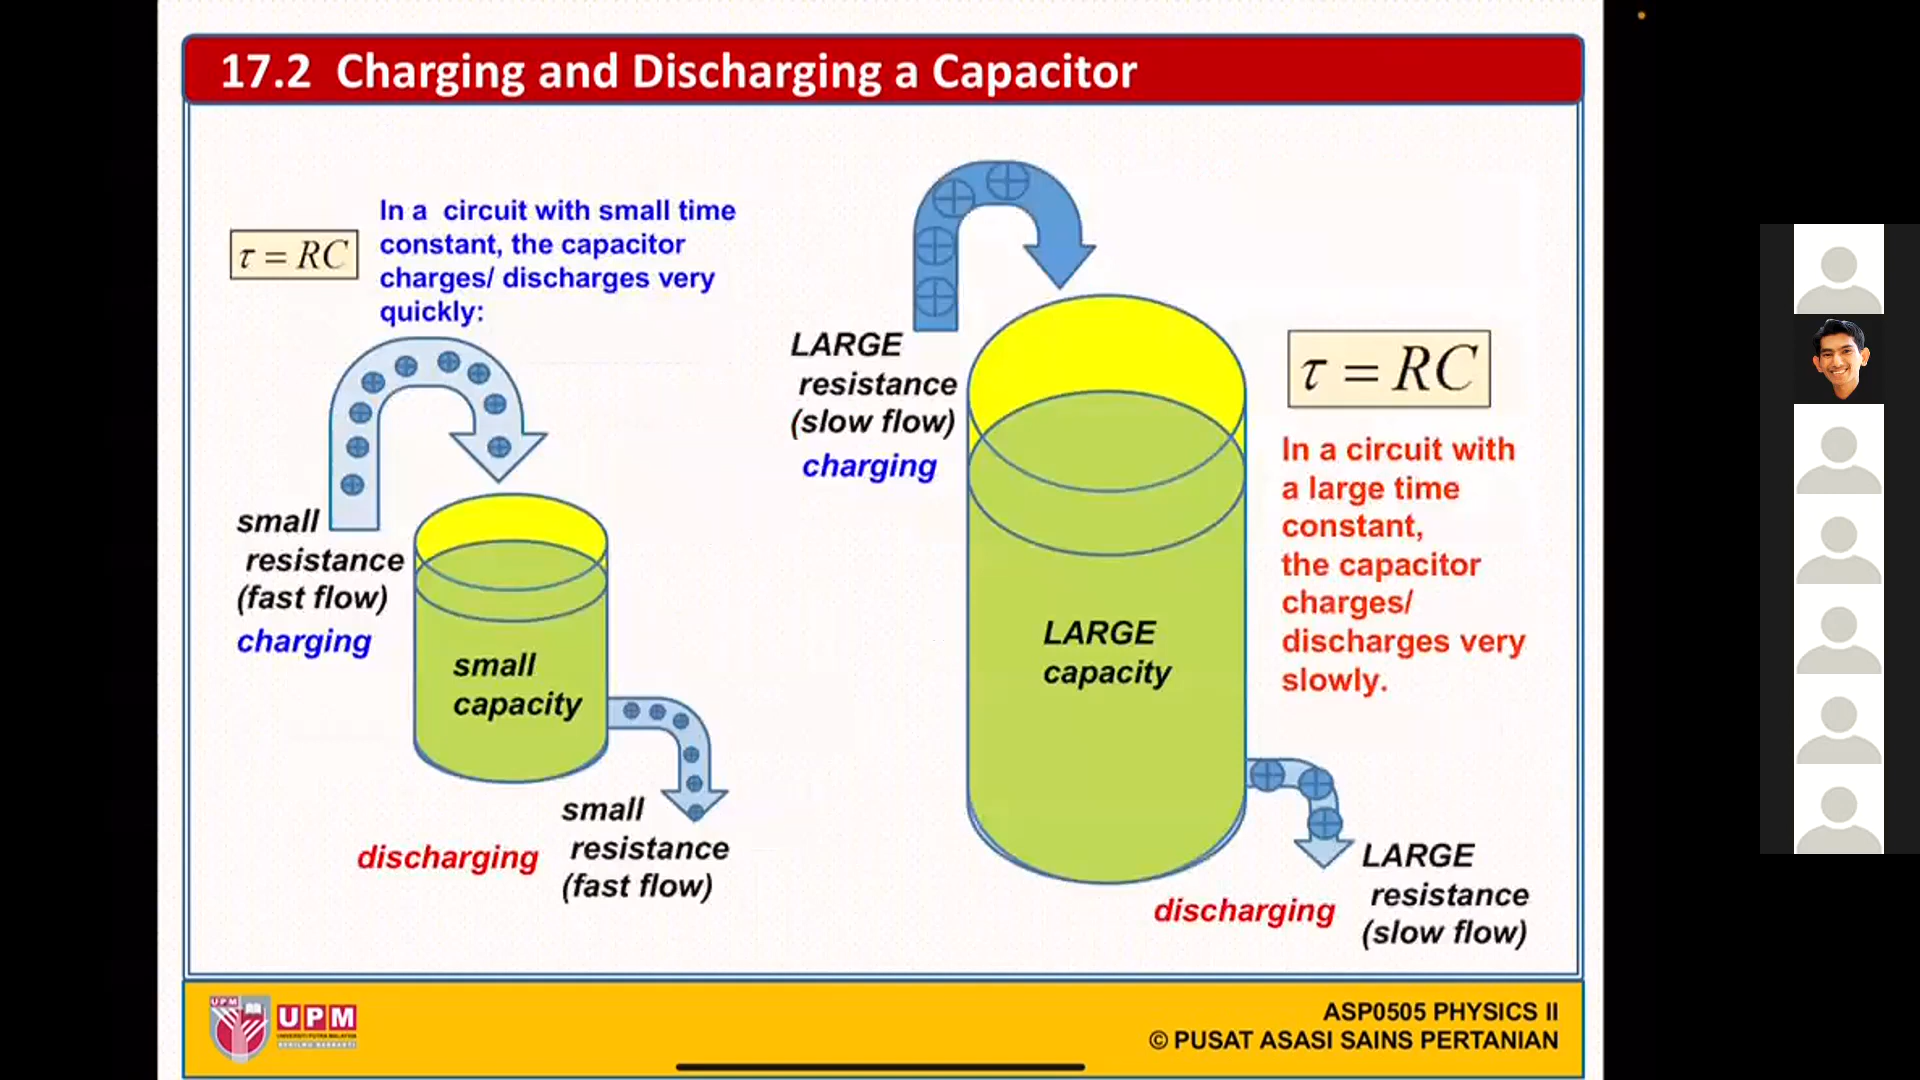 17.2 Charging and Discharging a Capacitor
τ = RC
In a circuit with small time
constant, the capacitor
charges/ discharges very
quickly:
small
resistance
(fast flow)
charging
small
capacity
discharging
small
resistance
(fast flow)
LARGE
resistance
(slow flow)
charging
LARGE
capacity
τ = RC
In a circuit with
a large time
constant,
the capacitor
charges/
discharges very
slowly.
discharging
LARGE
resistance
(slow flow)
UPM
UPM
UNIVERSITI PUTRA MALAYSIA
ASP0505 PHYSICS II
© PUSAT ASASI SAINS PERTANIAN